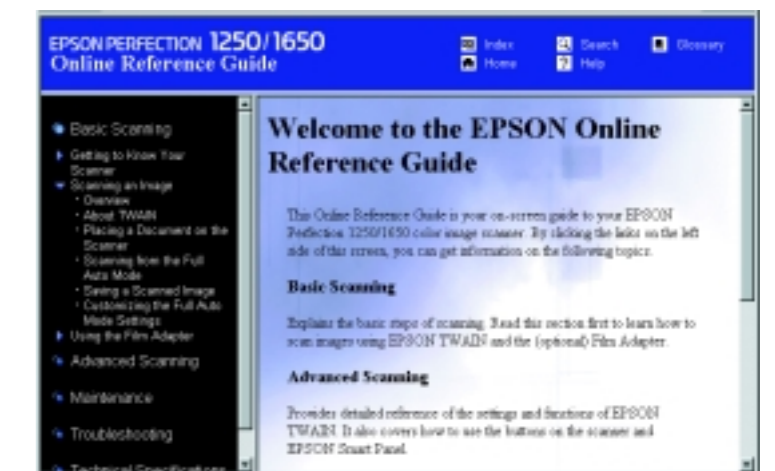 EPSON PERFECTION 1250/1650
Online Reference Guide
Index
Search
Glossary
Home
Help
Basic Scanning
Getting to Know Your
Scanner
Scanning an Image
Overview
About TWAIN
Placing a Document on the
Scanner
Scanning from the Full
Auto Mode
Saving a Scanned Image
Customizing the Full Auto
Mode Settings
Using the Film Adapter
Advanced Scanning
Maintenance
Troubleshooting
Technical Specifications
Welcome to the EPSON Online
Reference Guide
This Online Reference Guide is your on-screen guide to your EPSON
Perfection 1250/1650 color image scanner. By clicking the links on the left
side of this screen, you can get information on the following topics.
Basic Scanning
Explains the basic steps of scanning. Read this section first to learn how to
scan images using EPSON TWAIN and the (optional) Film Adapter.
Advanced Scanning
Provides detailed reference of the settings and functions of EPSON
TWAIN. It also covers how to use the buttons on the scanner and
EPSON Smart Panel.